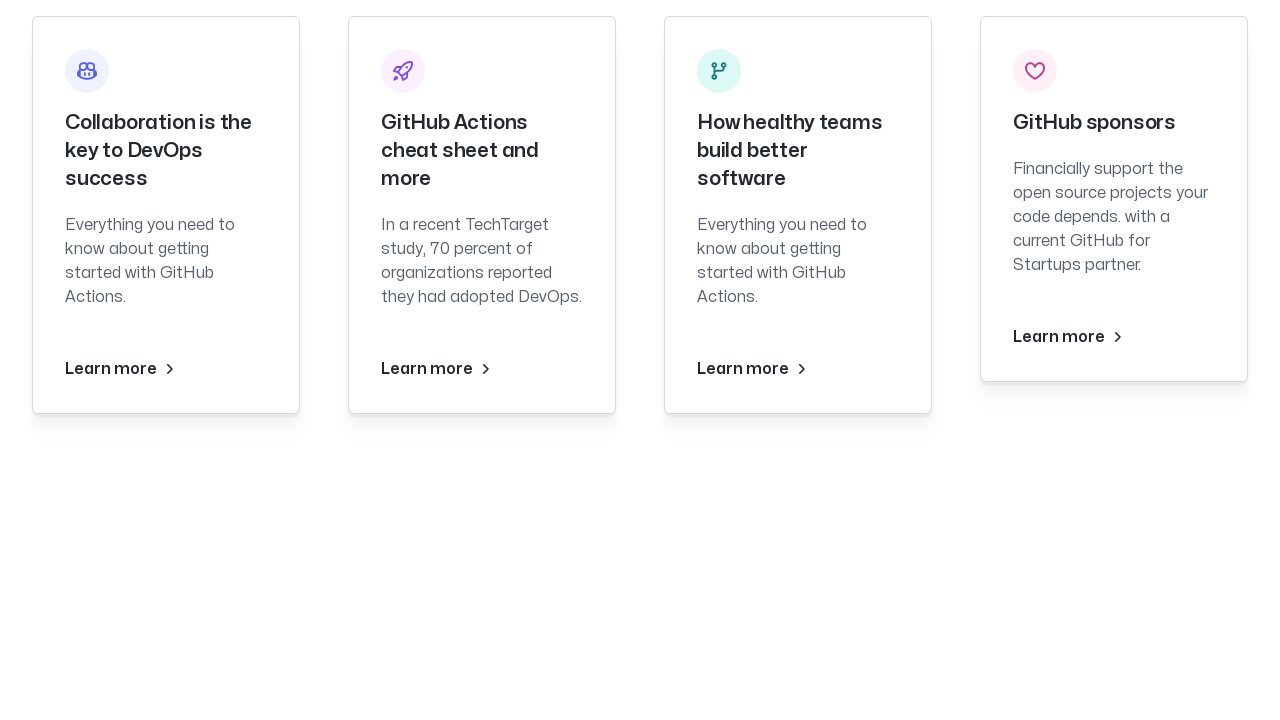 Collaboration is the
key to DevOps
success
Everything you need to
know about getting
started with GitHub
Actions.
Learn more
GitHub Actions
cheat sheet and
more
In a recent TechTarget
study, 70 percent of
organizations reported
they had adopted DevOps.
Learn more
How healthy teams
build better
software
Everything you need to
know about getting
started with GitHub
Actions.
Learn more
GitHub sponsors
Financially support the
open source projects your
code depends. with a
current GitHub for
Startups partner.
Learn more